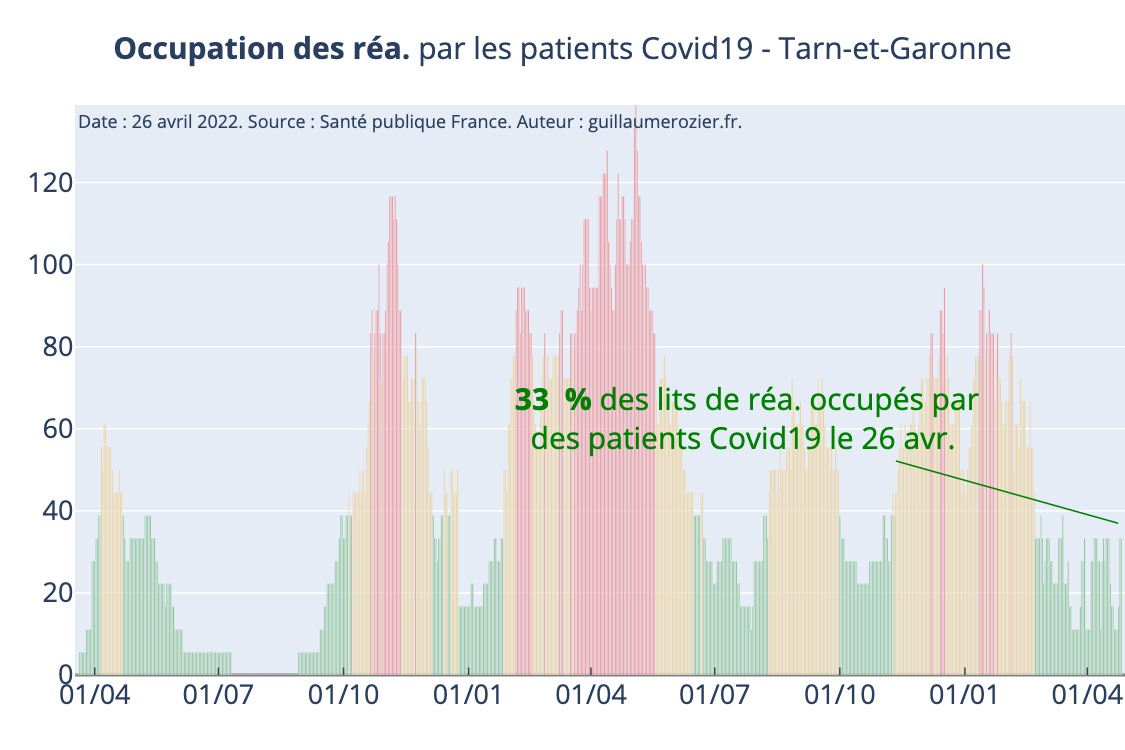 Occupation des réa. par les patients Covid19 - Tarn-et-Garonne
Date : 26 avril 2022. Source : Santé publique France. Auteur : guillaumerozier.fr.
120
100
80
33 % des lits de réa. occupés par
des patients Covid19 le 26 avr.
60
40
20
0
01/04 01/07 01/10 01/01 01/04 01/07 01/10 01/01 01/04